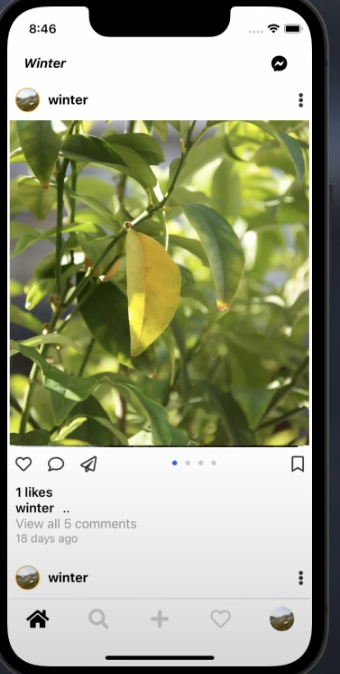 8:46
Winter
winter
1 likes
winter ..
View all 5 comments
18 days ago
winter